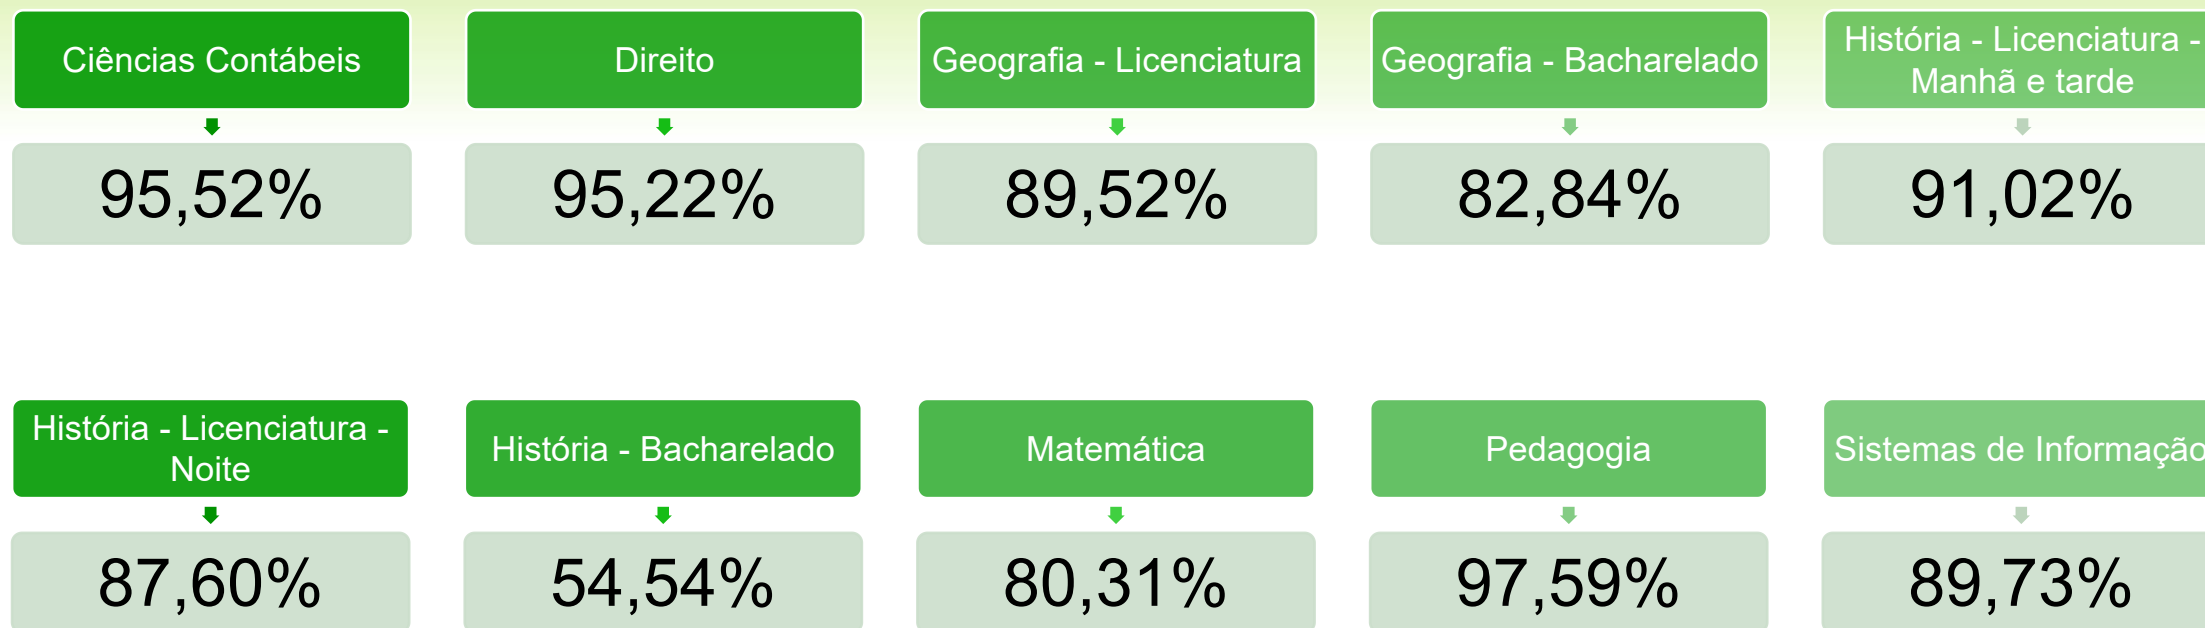 Ciências Contábeis
95,52%
Direito
95,22%
Geografia - Licenciatura
89,52%
Geografia - Bacharelado
82,84%
História - Licenciatura -
Manhã e tarde
91,02%
História - Licenciatura -
Noite
87,60%
História - Bacharelado
54,54%
Matemática
80,31%
Pedagogia
97,59%
Sistemas de Informação
89,73%